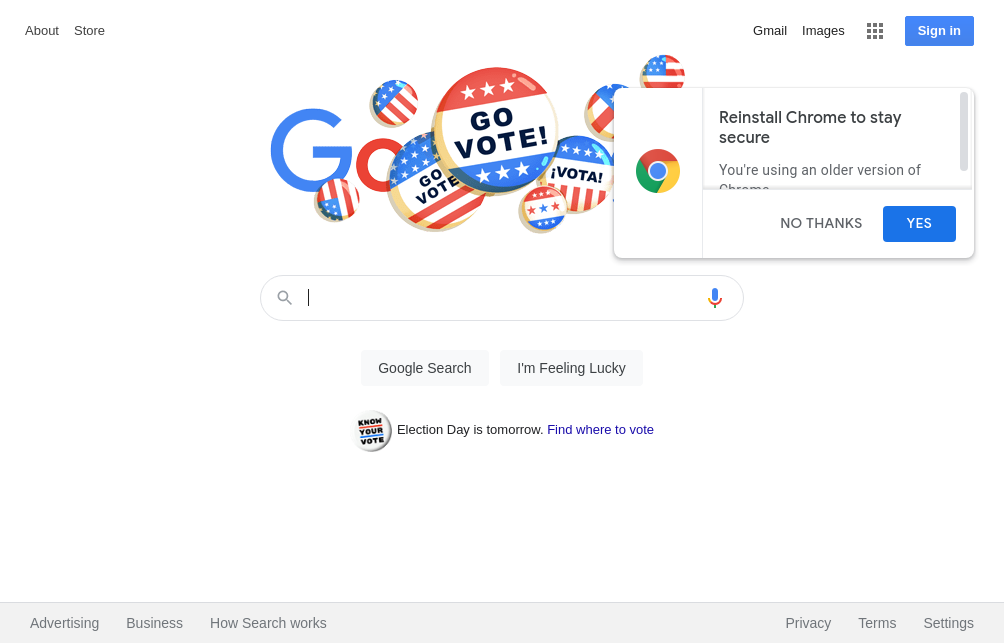 About Store
Gmail Images Sign in
GO VOTE!
GO
VOTE
¡VOTA!
Reinstall Chrome to stay
secure
You're using an older version of
Chrome
NO THANKS YES
Google Search I'm Feeling Lucky
KNOW
YOUR
VOTE
Election Day is tomorrow. Find where to vote
Advertising Business How Search works
Privacy Terms Settings